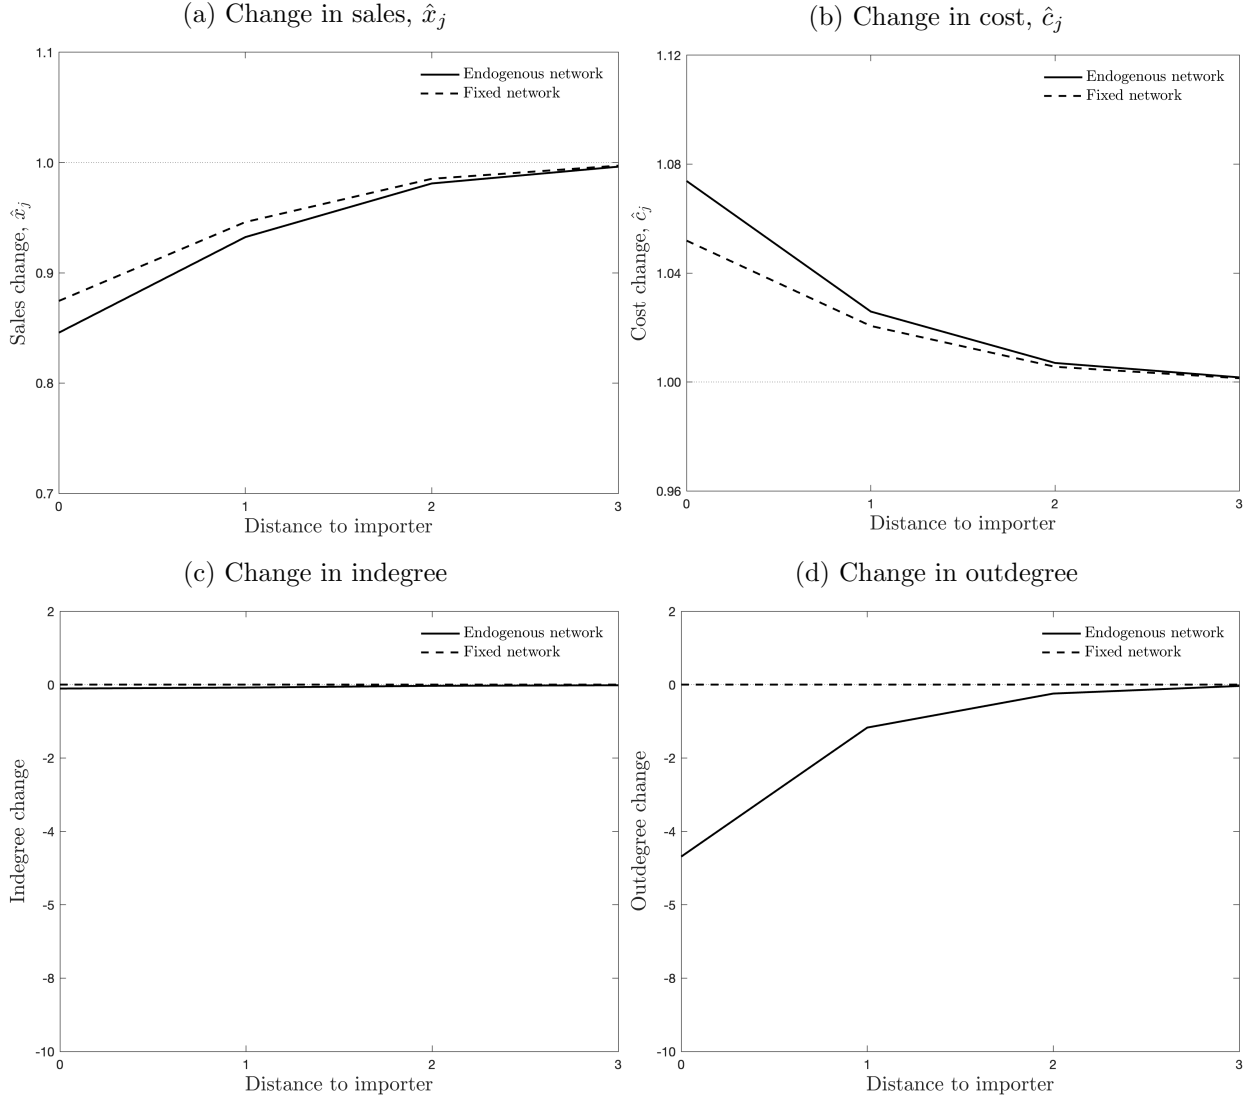 (a) Change in sales, x̂ⱼ
1.1
Endogenous network
Fixed network
1.0
0.9
0.8
0.7
Sales change, x̂ⱼ
0 1 2 3
Distance to importer
(b) Change in cost, ĉⱼ
1.12
Endogenous network
Fixed network
1.08
1.04
1.00
0.96
Cost change, ĉⱼ
0 1 2 3
Distance to importer
(c) Change in indegree
2
Endogenous network
Fixed network
0
-2
-4
-5
-8
-10
Indegree change
0 1 2 3
Distance to importer
(d) Change in outdegree
2
Endogenous network
Fixed network
0
-2
-4
-5
-8
-10
Outdegree change
0 1 2 3
Distance to importer